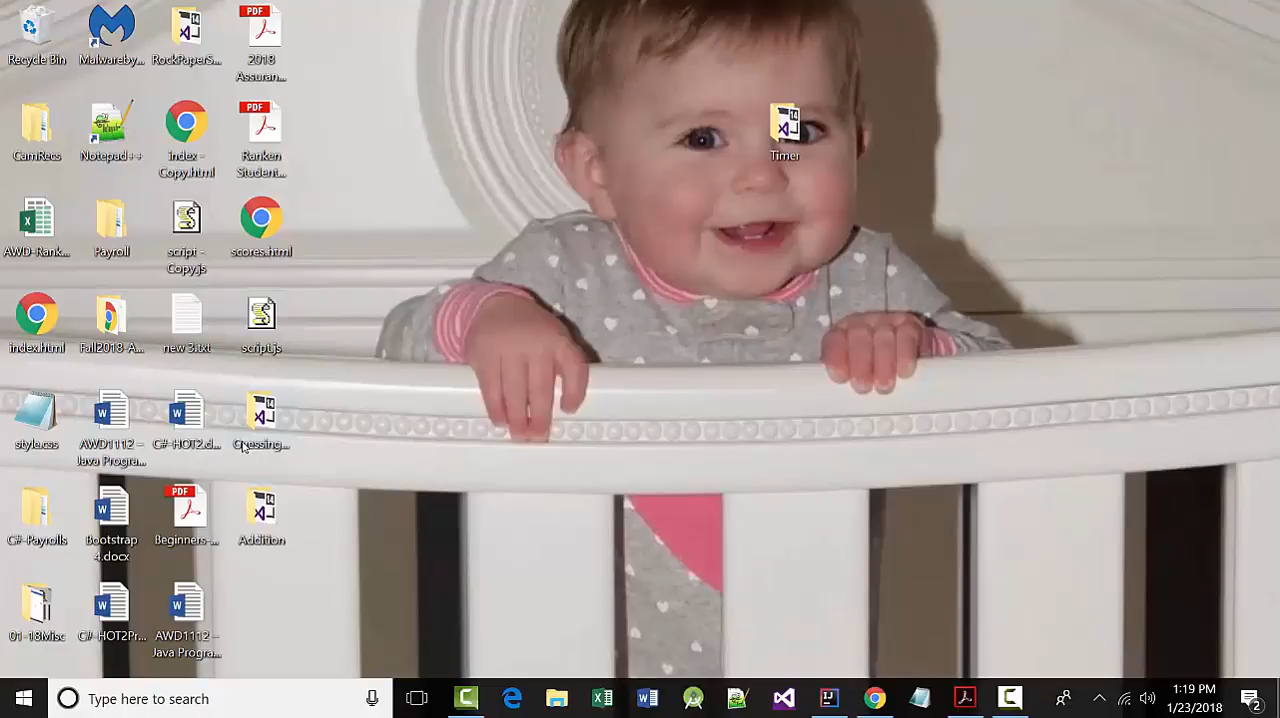 Recycle Bin
Malwareby...
RockPaperS...
PDF
2018
Assuran...
CamRecs
Notepad++
index -
Copy.html
PDF
Ranken
Student...
Timer
AWD-Rank...
Payroll
script -
Copy.js
scores.html
index.html
Fall2018_A...
new 3.txt
script.js
style.css
AWD1112 –
Java Progra...
C#-HOT2.d...
Guessing...
C#-Payrolls
Bootstrap
4.docx
PDF
Beginners-...
Addition
01-18Misc
C#-HOT2Pr...
AWD1112 –
Java Progra...
Type here to search
1:19 PM
1/23/2018
2